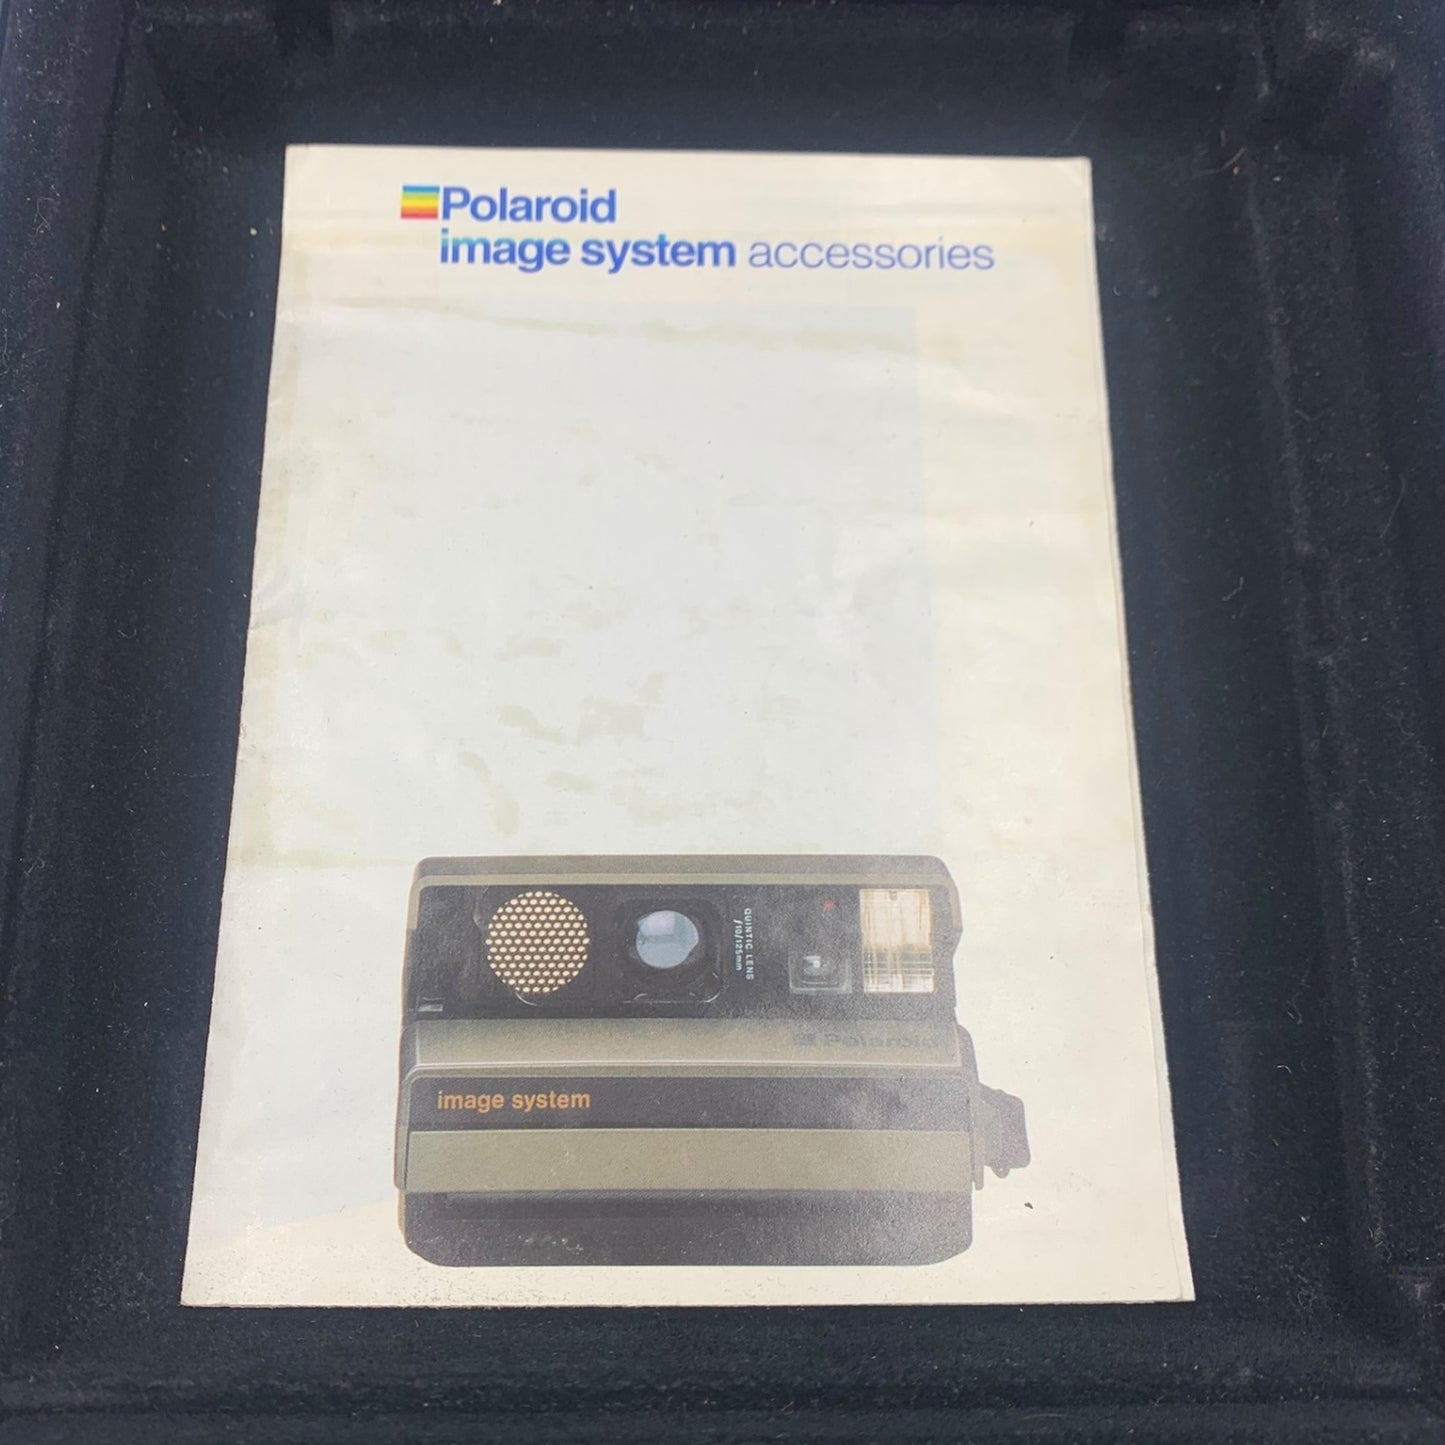 Polaroid
image system accessories
QUINTIC LENS
f10/125mm
Polaroid
image system